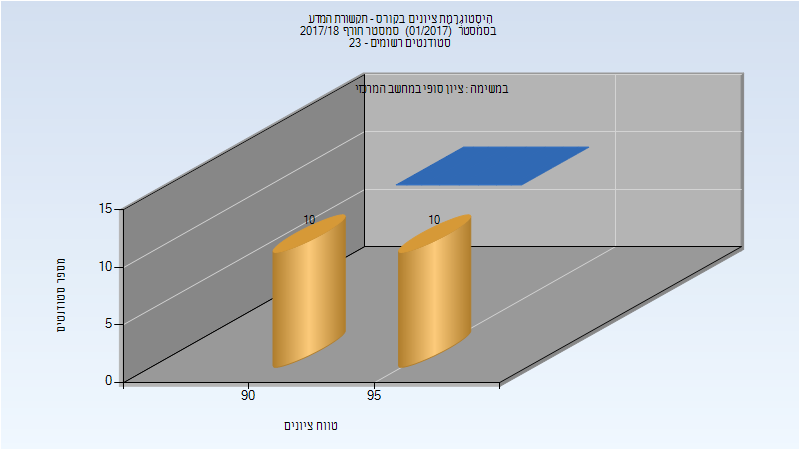 היסטוגרמת ציונים בקורס - תקשורת המדע
בסמסטר (01/2017) סמסטר חורף 2017/18
סטודנטים רשומים - 23
במשימה : ציון סופי במחשב המרכזי
10 10
15
10
5
0
90 95
מספר סטודנטים
טווח ציונים